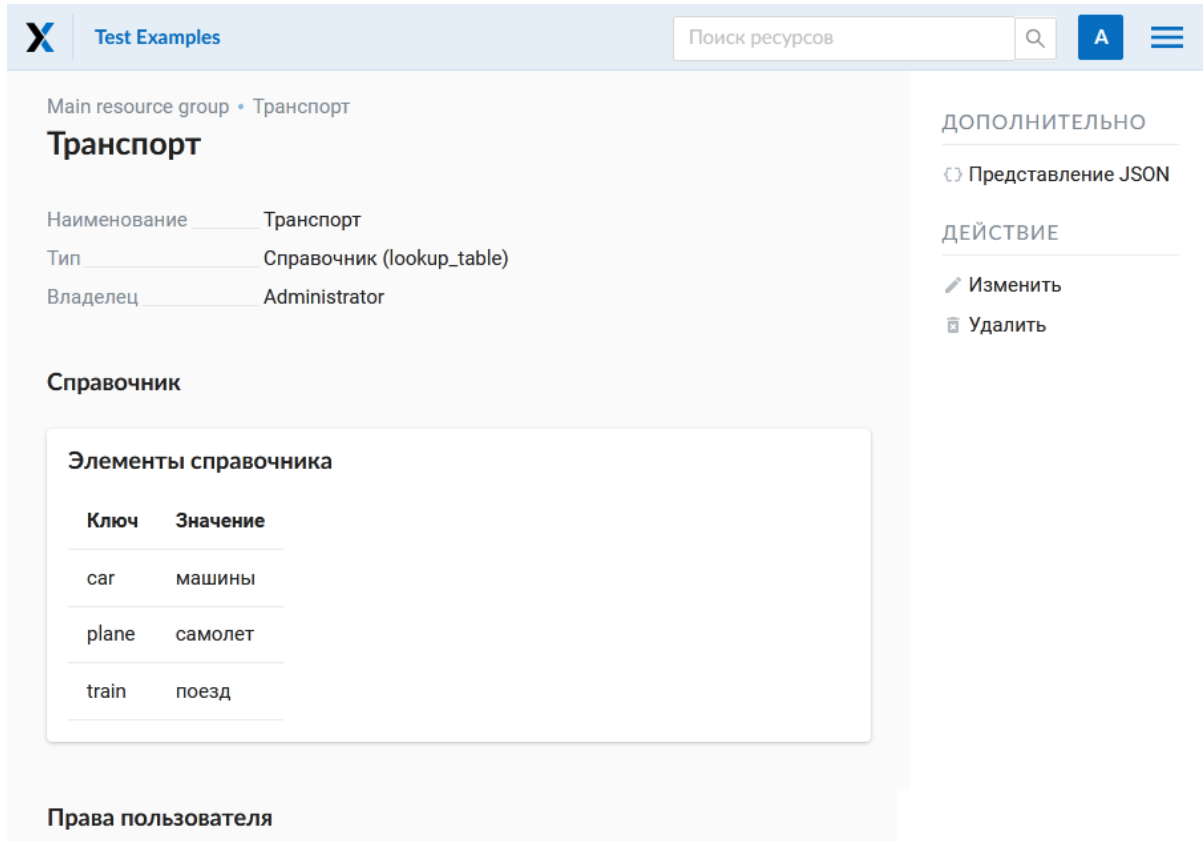 Test Examples
Поиск ресурсов
A
Main resource group • Транспорт
Транспорт
Наименование Транспорт
Тип Справочник (lookup_table)
Владелец Administrator
Справочник
Элементы справочника
Ключ Значение
car машины
plane самолет
train поезд
Права пользователя
ДОПОЛНИТЕЛЬНО
Представление JSON
ДЕЙСТВИЕ
Изменить
Удалить